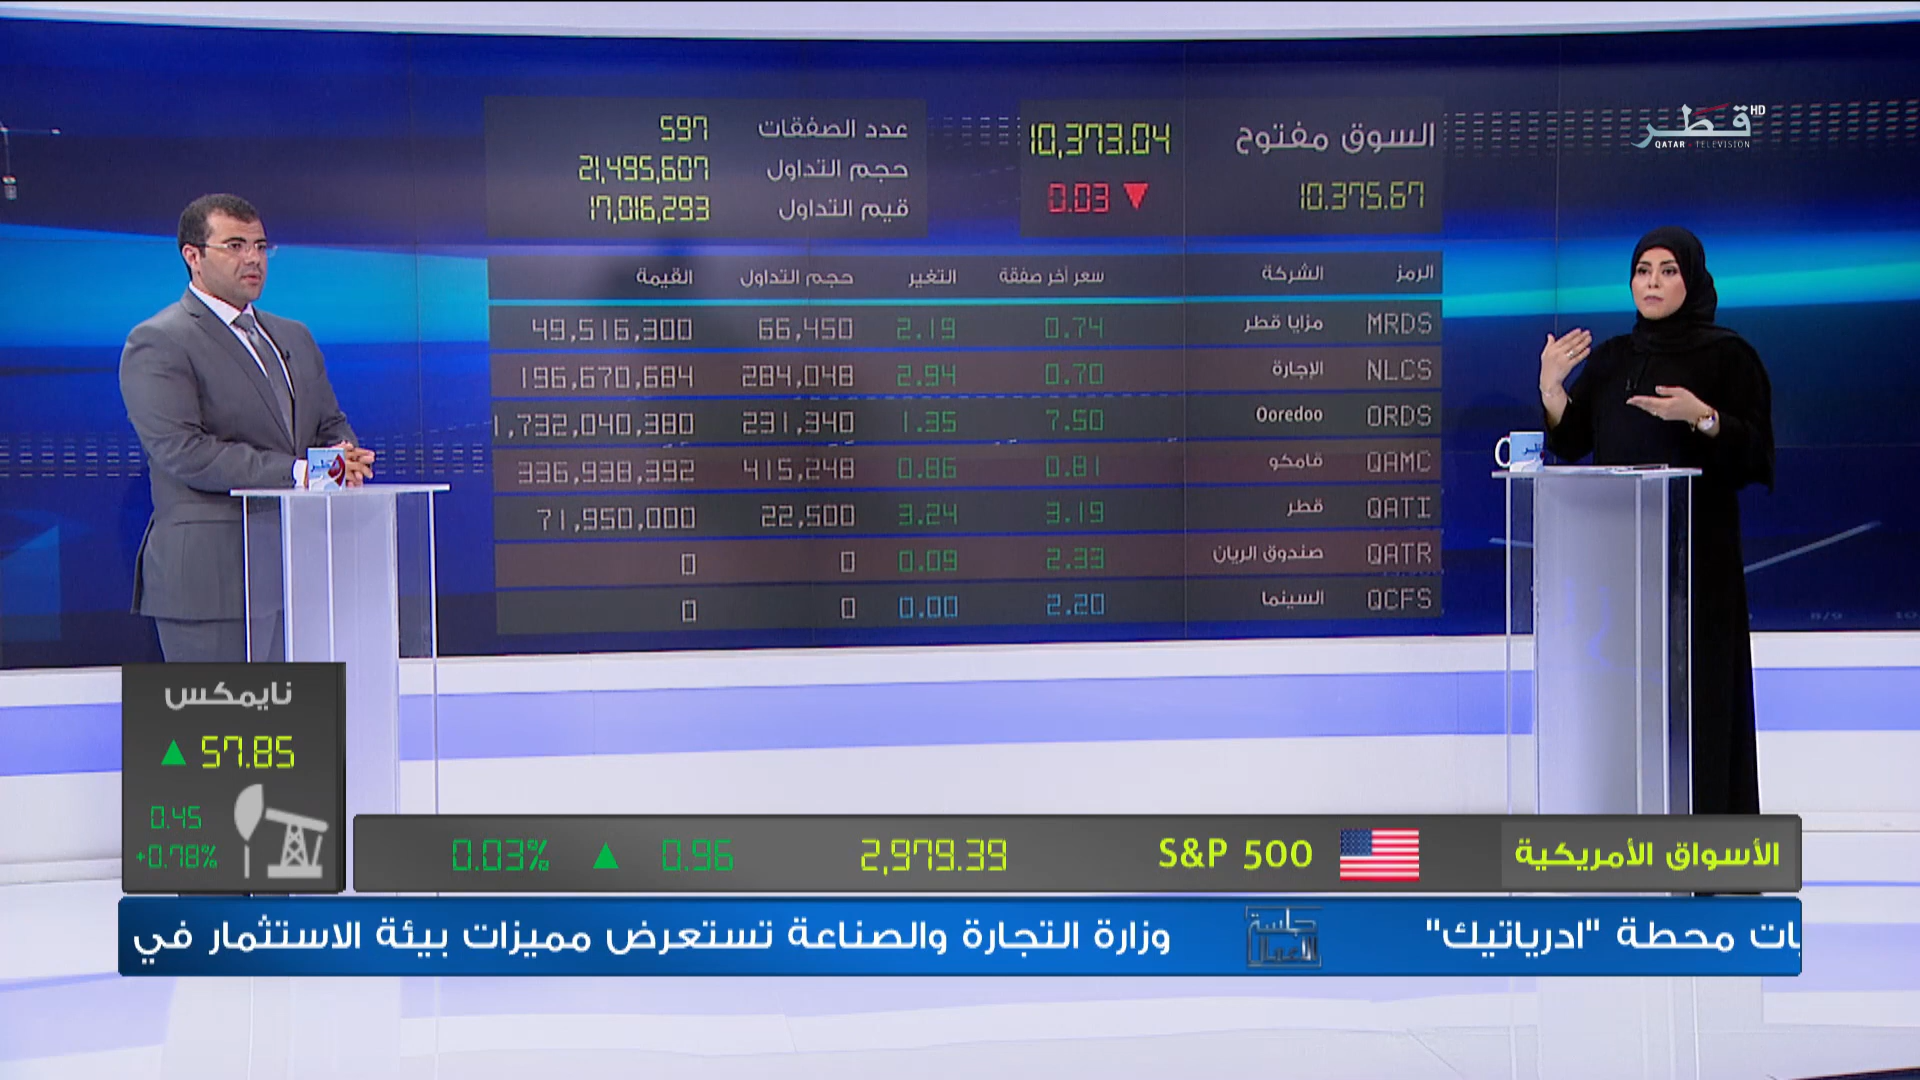 قطر HD
QATAR TELEVISION
السوق مفتوح 10,373.04
10.375.67 ▼ 0.03
عدد الصفقات 597
حجم التداول 21,495,607
قيم التداول 17,016,293
الرمز الشركة سعر أخر صفقة التغير حجم التداول القيمة
MRDS مزايا قطر 0.74 2.19 66,450 49,516,300
NLCS الإجارة 0.70 2.94 284,048 196,670,684
ORDS Ooredoo 7.50 1.35 231,340 1,732,040,380
QAMC قامكو 0.81 0.86 415,248 336,938,392
QATI قطر 3.19 3.24 22,500 71,950,000
QATR صندوق الريان 2.33 0.09 0 0
QCFS السينما 2.20 0.00 0 0
نايمكس
▲ 57.85
0.45
+0.78%
الأسواق الأمريكية S&P 500 2,979.39 0.96 ▲ 0.03%
ات محطة "ادرياتيك" جلسة الأعمال وزارة التجارة والصناعة تستعرض مميزات بيئة الاستثمار في